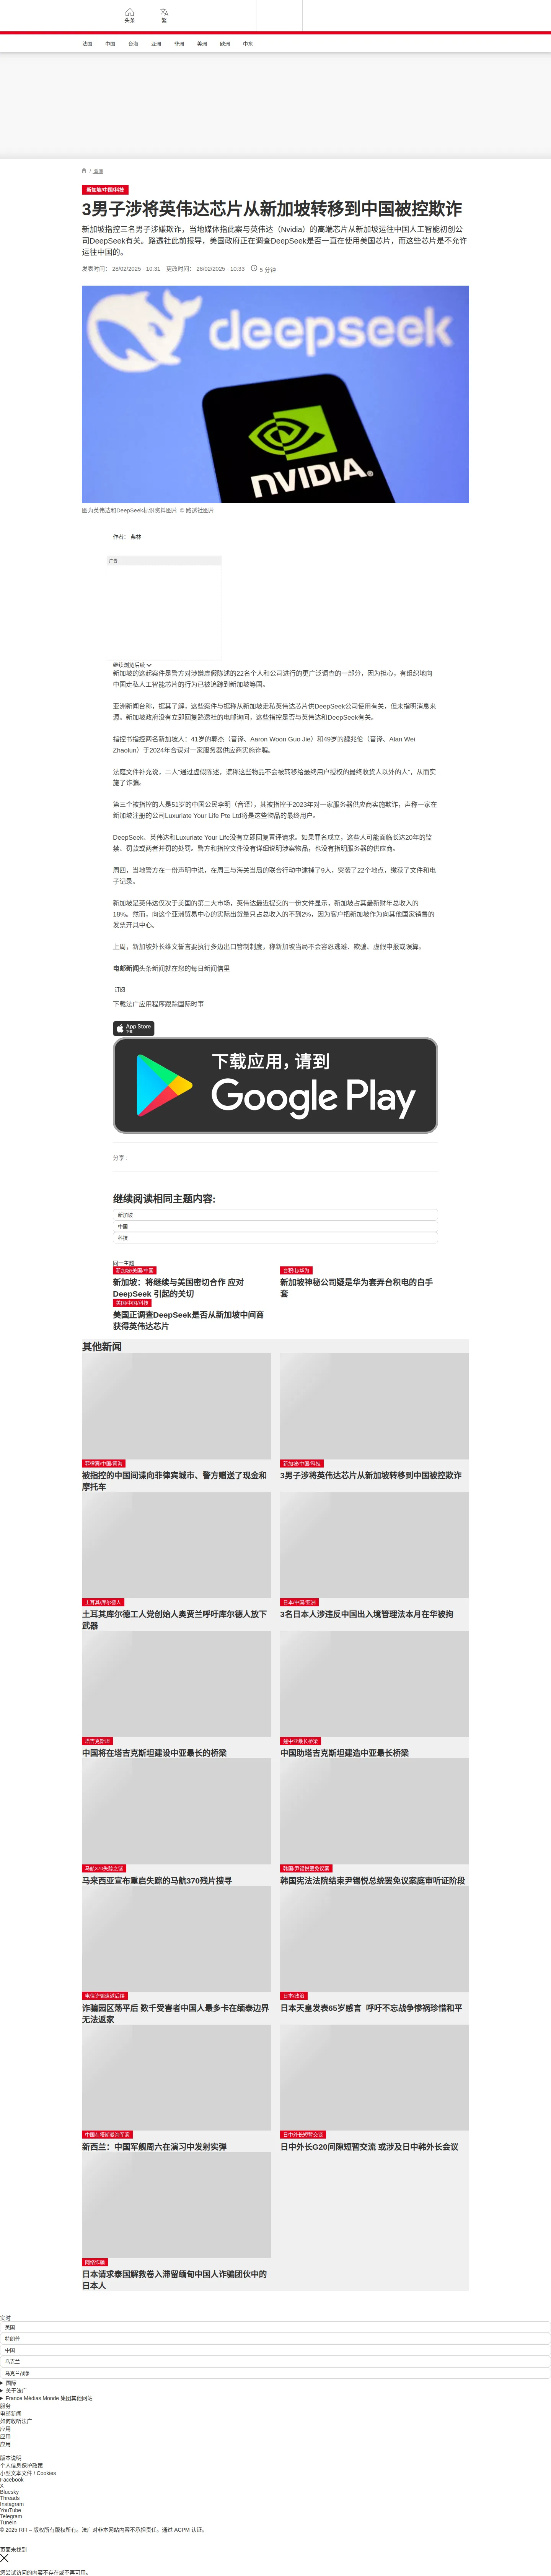 头条
繁
法国 中国 台海 亚洲 非洲 美洲 欧洲 中东
/ 亚洲
新加坡/中国/科技
3男子涉将英伟达芯片从新加坡转移到中国被控欺诈
新加坡指控三名男子涉嫌欺诈，当地媒体指此案与英伟达（Nvidia）的高端芯片从新加坡运往中国人工智能初创公
司DeepSeek有关。路透社此前报导，美国政府正在调查DeepSeek是否一直在使用美国芯片，而这些芯片是不允许
运往中国的。
发表时间： 28/02/2025 - 10:31 更改时间： 28/02/2025 - 10:33 5 分钟
deepseek
NVIDIA
图为英伟达和DeepSeek标识资料图片 © 路透社图片
作者： 弗林
广告
继续浏览后续
新加坡的这起案件是警方对涉嫌虚假陈述的22名个人和公司进行的更广泛调查的一部分，因为担心，有组织地向
中国走私人工智能芯片的行为已被追踪到新加坡等国。
亚洲新闻台称，据其了解，这些案件与据称从新加坡走私英伟达芯片供DeepSeek公司使用有关，但未指明消息来
源。新加坡政府没有立即回复路透社的电邮询问，这些指控是否与英伟达和DeepSeek有关。
指控书指控两名新加坡人：41岁的郭杰（音译、Aaron Woon Guo Jie）和49岁的魏兆伦（音译、Alan Wei
Zhaolun）于2024年合谋对一家服务器供应商实施诈骗。
法庭文件补充说，二人“通过虚假陈述，谎称这些物品不会被转移给最终用户授权的最终收货人以外的人”，从而实
施了诈骗。
第三个被指控的人是51岁的中国公民李明（音译），其被指控于2023年对一家服务器供应商实施欺诈，声称一家在
新加坡注册的公司Luxuriate Your Life Pte Ltd将是这些物品的最终用户。
DeepSeek、英伟达和Luxuriate Your Life没有立即回复置评请求。如果罪名成立，这些人可能面临长达20年的监
禁、罚款或两者并罚的处罚。警方和指控文件没有详细说明涉案物品，也没有指明服务器的供应商。
周四，当地警方在一份声明中说，在周三与海关当局的联合行动中逮捕了9人，突袭了22个地点，缴获了文件和电
子记录。
新加坡是英伟达仅次于美国的第二大市场，英伟达最近提交的一份文件显示，新加坡占其最新财年总收入的
18%。然而，向这个亚洲贸易中心的实际出货量只占总收入的不到2%，因为客户把新加坡作为向其他国家销售的
发票开具中心。
上周，新加坡外长维文誓言要执行多边出口管制制度，称新加坡当局不会容忍逃避、欺骗、虚假申报或误算。
电邮新闻头条新闻就在您的每日新闻信里
订阅
下载法广应用程序跟踪国际时事
App Store
下载
下载应用，请到
Google Play
分享 :
继续阅读相同主题内容:
新加坡
中国
科技
同一主题
新加坡/美国/中国
新加坡：将继续与美国密切合作 应对
DeepSeek 引起的关切
台积电/华为
新加坡神秘公司疑是华为套弄台积电的白手
套
美国/中国/科技
美国正调查DeepSeek是否从新加坡中间商
获得英伟达芯片
其他新闻
菲律宾/中国/南海
被指控的中国间谍向菲律宾城市、警方赠送了现金和
摩托车
新加坡/中国/科技
3男子涉将英伟达芯片从新加坡转移到中国被控欺诈
土耳其/库尔德人
土耳其库尔德工人党创始人奥贾兰呼吁库尔德人放下
武器
日本/中国/亚洲
3名日本人涉违反中国出入境管理法本月在华被拘
塔吉克斯坦
中国将在塔吉克斯坦建设中亚最长的桥梁
建中亚最长桥梁
中国助塔吉克斯坦建造中亚最长桥梁
马航370失踪之谜
马来西亚宣布重启失踪的马航370残片搜寻
韩国/尹锡悦罢免议案
韩国宪法法院结束尹锡悦总统罢免议案庭审听证阶段
电信诈骗遣返后续
诈骗园区荡平后 数千受害者中国人最多卡在缅泰边界
无法返家
日本/政治
日本天皇发表65岁感言 呼吁不忘战争惨祸珍惜和平
中国在塔斯曼海军演
新西兰：中国军舰周六在演习中发射实弹
日中外长短暂交谈
日中外长G20间隙短暂交流 或涉及日中韩外长会议
网络诈骗
日本请求泰国解救卷入滞留缅甸中国人诈骗团伙中的
日本人
实时
美国
特朗普
中国
乌克兰
乌克兰战争
国际
关于法广
France Médias Monde 集团其他网站
服务
电邮新闻
如何收听法广
应用
应用
应用
版本说明
个人信息保护政策
小型文本文件 / Cookies
Facebook
X
Bluesky
Threads
Instagram
YouTube
Telegram
TuneIn
© 2025 RFI – 版权所有版权所有。法广对非本网站内容不承担责任。通过 ACPM 认证。
页面未找到
您尝试访问的内容不存在或不再可用。